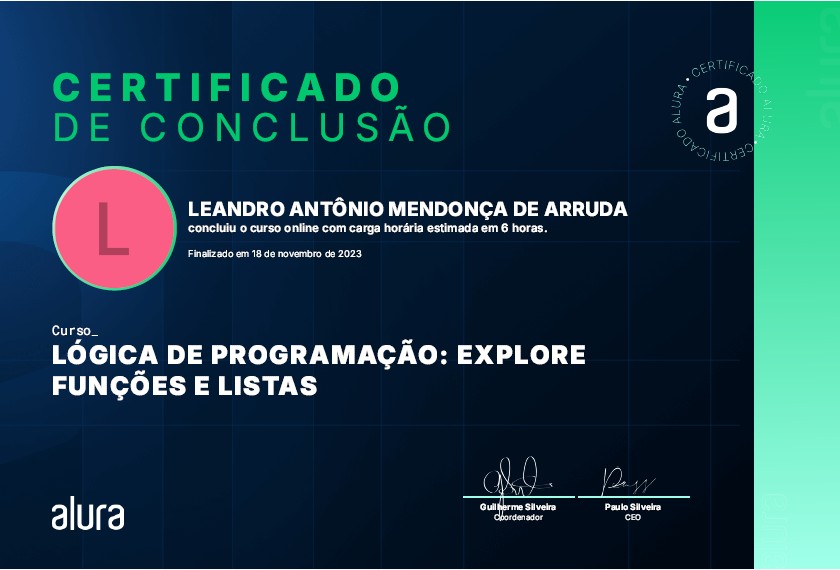 CERTIFICADO
DE CONCLUSÃO
CERTIFICADO ALURA • CERTIFICADO ALURA •
a
L
LEANDRO ANTÔNIO MENDONÇA DE ARRUDA
concluiu o curso online com carga horária estimada em 6 horas.
Finalizado em 18 de novembro de 2023
Curso_
LÓGICA DE PROGRAMAÇÃO: EXPLORE
FUNÇÕES E LISTAS
Guilherme Silveira
Coordenador
Paulo Silveira
CEO
alura
alura
alura